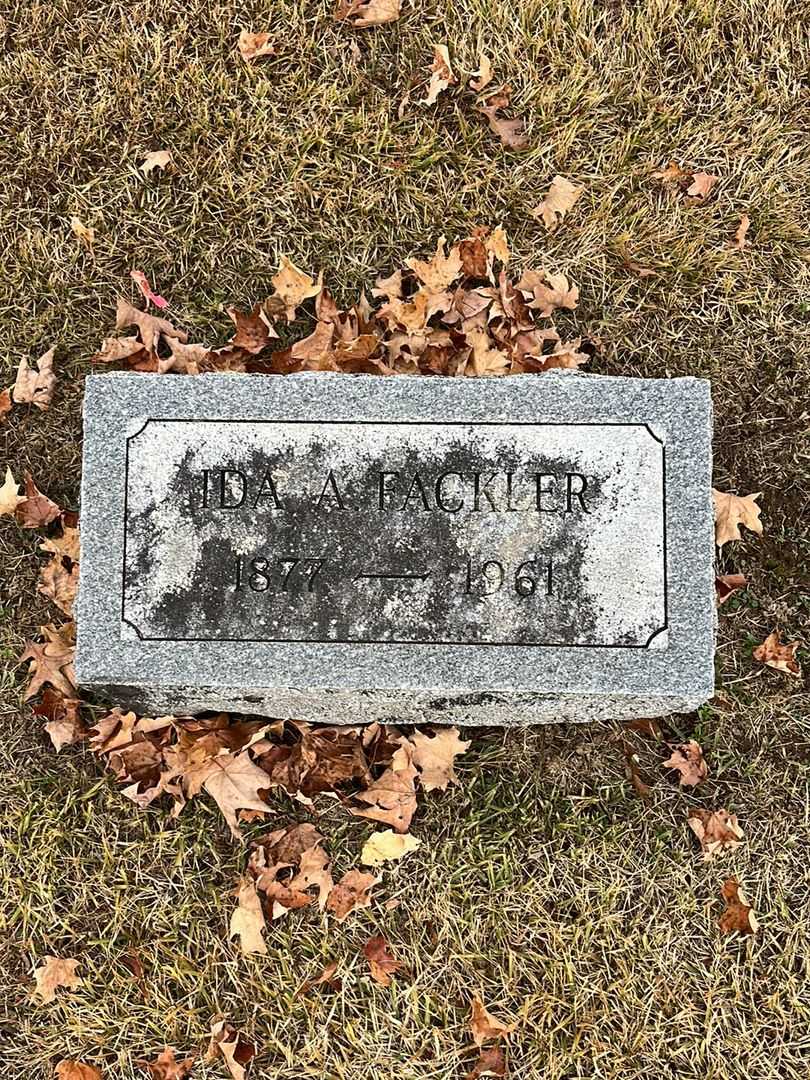 IDA A. FACKLER
1877 — 1961